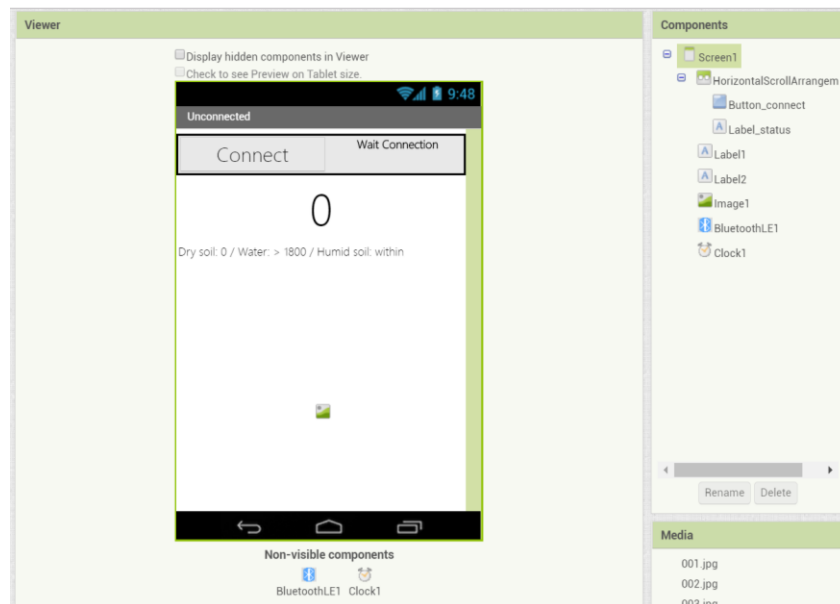 Viewer
Display hidden components in Viewer
Check to see Preview on Tablet size.
9:48
Unconnected
Connect
Wait Connection
0
Dry soil: 0 / Water: > 1800 / Humid soil: within
Non-visible components
BluetoothLE1 Clock1
Components
Screen1
HorizontalScrollArrangem
Button_connect
Label_status
Label1
Label2
Image1
BluetoothLE1
Clock1
Rename Delete
Media
001.jpg
002.jpg
003.jpg